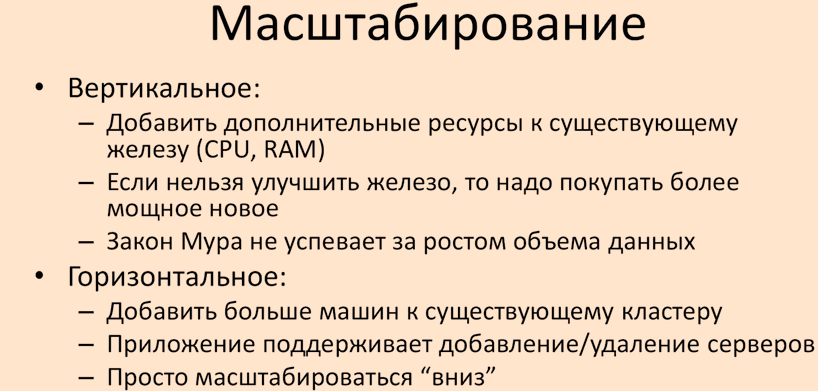 Масштабирование
• Вертикальное:
– Добавить дополнительные ресурсы к существующему
железу (CPU, RAM)
– Если нельзя улучшить железо, то надо покупать более
мощное новое
– Закон Мура не успевает за ростом объема данных
• Горизонтальное:
– Добавить больше машин к существующему кластеру
– Приложение поддерживает добавление/удаление серверов
– Просто масштабироваться “вниз”